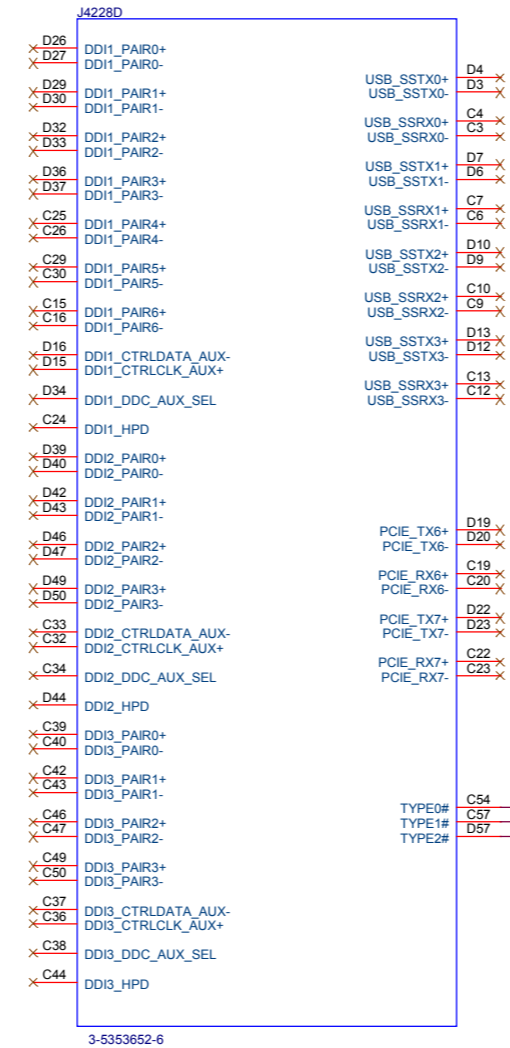 J4228D
D26 DDI1_PAIR0+
D27 DDI1_PAIR0-
D29 DDI1_PAIR1+
D30 DDI1_PAIR1-
D32 DDI1_PAIR2+
D33 DDI1_PAIR2-
D36 DDI1_PAIR3+
D37 DDI1_PAIR3-
C25 DDI1_PAIR4+
C26 DDI1_PAIR4-
C29 DDI1_PAIR5+
C30 DDI1_PAIR5-
C15 DDI1_PAIR6+
C16 DDI1_PAIR6-
D16 DDI1_CTRLDATA_AUX-
D15 DDI1_CTRLCLK_AUX+
D34 DDI1_DDC_AUX_SEL
C24 DDI1_HPD
D39 DDI2_PAIR0+
D40 DDI2_PAIR0-
D42 DDI2_PAIR1+
D43 DDI2_PAIR1-
D46 DDI2_PAIR2+
D47 DDI2_PAIR2-
D49 DDI2_PAIR3+
D50 DDI2_PAIR3-
C33 DDI2_CTRLDATA_AUX-
C32 DDI2_CTRLCLK_AUX+
C34 DDI2_DDC_AUX_SEL
D44 DDI2_HPD
C39 DDI3_PAIR0+
C40 DDI3_PAIR0-
C42 DDI3_PAIR1+
C43 DDI3_PAIR1-
C46 DDI3_PAIR2+
C47 DDI3_PAIR2-
C49 DDI3_PAIR3+
C50 DDI3_PAIR3-
C37 DDI3_CTRLDATA_AUX-
C36 DDI3_CTRLCLK_AUX+
C38 DDI3_DDC_AUX_SEL
C44 DDI3_HPD
USB_SSTX0+ D4
USB_SSTX0- D3
USB_SSRX0+ C4
USB_SSRX0- C3
USB_SSTX1+ D7
USB_SSTX1- D6
USB_SSRX1+ C7
USB_SSRX1- C6
USB_SSTX2+ D10
USB_SSTX2- D9
USB_SSRX2+ C10
USB_SSRX2- C9
USB_SSTX3+ D13
USB_SSTX3- D12
USB_SSRX3+ C13
USB_SSRX3- C12
PCIE_TX6+ D19
PCIE_TX6- D20
PCIE_RX6+ C19
PCIE_RX6- C20
PCIE_TX7+ D22
PCIE_TX7- D23
PCIE_RX7+ C22
PCIE_RX7- C23
TYPE0# C54
TYPE1# C57
TYPE2# D57
3-5353652-6